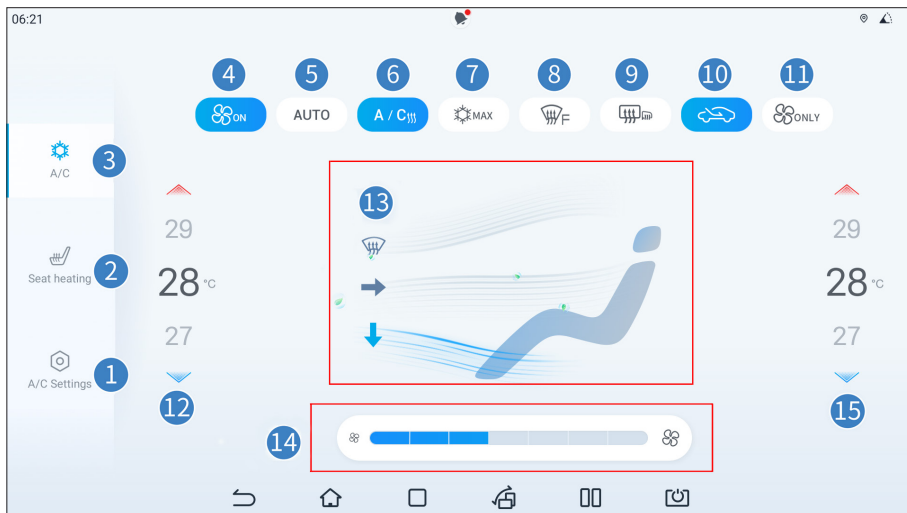 06:21
4 5 6 7 8 9 10 11
ON AUTO A / C MAX F ONLY
3
A/C
13
29 29
28 °C 28 °C
27 27
2
Seat heating
1
A/C Settings
12 15
14